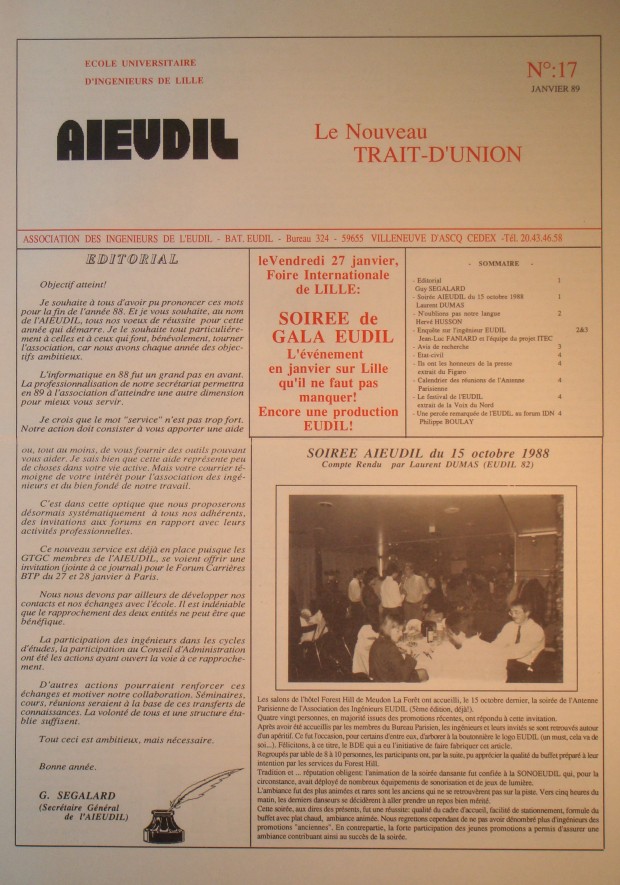 ECOLE UNIVERSITAIRE
D'INGENIEURS DE LILLE
N°:17
JANVIER 89
AIEUDIL
Le Nouveau
TRAIT-D'UNION
ASSOCIATION DES INGENIEURS DE L'EUDIL - BAT. EUDIL - Bureau 324 - 59655 VILLENEUVE D'ASCQ CEDEX -Tél. 20.43.46.58
EDITORIAL
Objectif atteint!
Je souhaite à tous d'avoir pu prononcer ces mots
pour la fin de l'année 88. Et je vous souhaite, au nom
de l'AIEUDIL, tous nos voeux de réussite pour cette
année qui démarre. Je le souhaite tout particulière-
ment à celles et à ceux qui font, bénévolement, tourner
l'association, car nous avons chaque année des objec-
tifs ambitieux.
L'informatique en 88 fut un grand pas en avant.
La professionnalisation de notre secrétariat permettra
en 89 à l'association d'atteindre une autre dimension
pour mieux vous servir.
Je crois que le mot "service" n'est pas trop fort.
Notre action doit consister à vous apporter une aide
ou, tout au moins, de vous fournir des outils pouvant
vous aider. Je sais bien que cette aide représente peu
de choses dans votre vie active. Mais votre courrier té-
moigne de votre intérêt pour l'association des ingé-
nieurs et du bien fondé de notre travail.
C'est dans cette optique que nous proposerons
désormais systématiquement à tous nos adhérents,
des invitations aux forums en rapport avec leurs
activités professionnelles.
Ce nouveau service est déjà en place puisque les
GTGC membres de l'AIEUDIL, se voient offrir une
invitation (jointe à ce journal) pour le Forum Carrières
BTP du 27 et 28 janvier à Paris.
Nous nous devons par ailleurs de développer nos
contacts et nos échanges avec l'école. Il est indéniable
que le rapprochement des deux entités ne peut être que
bénéfique.
La participation des ingénieurs dans les cycles
d'études, la participation au Conseil d'Administration
ont été les actions ayant ouvert la voie à ce rapproche-
ment.
D'autres actions pourraient renforcer ces
échanges et motiver notre collaboration. Séminaires,
cours, réunions seraient à la base de ces transferts de
connaissances. La volonté de tous et une structure éta-
blie suffisent.
Tout ceci est ambitieux, mais nécessaire.
Bonne année.
G. SEGALARD
(Secrétaire Général
de l'AIEUDIL)
le Vendredi 27 janvier,
Foire Internationale
de LILLE:
SOIREE de
GALA EUDIL
L'événement
en janvier sur Lille
qu'il ne faut pas
manquer!
Encore une production
EUDIL!
- SOMMAIRE -
- Editorial 1
Guy SEGALARD
- Soirée AIEUDIL du 15 octobre 1988 1
Laurent DUMAS
- N'oublions pas notre langue 2
Hervé HUSSON
- Enquête sur l'ingénieur EUDIL 2&3
Jean-Luc FANIARD et l'équipe du projet ITEC
- Avis de recherche 3
- Etat-civil 4
- Ils ont les honneurs de la presse 4
extrait du Figaro
- Calendrier des réunions de l'Antenne 4
Parisienne
- Le festival de l'EUDIL 4
extrait de la Voix du Nord
- Une percée remarquée de l'EUDIL au forum IDN 4
Philippe BOULAY
SOIREE AIEUDIL du 15 octobre 1988
Compte Rendu par Laurent DUMAS (EUDIL 82)
Les salons de l'hôtel Forest Hill de Meudon La Forêt ont accueilli, le 15 octobre dernier, la soirée de l'Antenne
Parisienne de l'Association des Ingénieurs EUDIL (5ème édition, déjà!).
Quatre vingt personnes, en majorité issues des promotions récentes, ont répondu à cette invitation.
Après avoir été accueillis par les membres du Bureau Parisien, les ingénieurs et leurs invités se sont retrouvés autour
d'un apéritif. Ce fut l'occasion, pour certains d'entre eux, d'arborer à la boutonnière le logo EUDIL (un must, cela va de
soi...). Félicitons, à ce titre, le BDE qui a eu l'initiative de faire fabriquer cet article.
Regroupés par table de 8 à 10 personnes, les participants ont, par la suite, pu apprécier la qualité du buffet préparé à leur
intention par les services du Forest Hill.
Tradition et ... réputation obligent: l'animation de la soirée dansante fut confiée à la SONOEUDIL qui, pour la
circonstance, avait déployé de nombreux équipements de sonorisation et de jeux de lumière.
L'ambiance fut des plus animées et rares sont les anciens qui ne se retrouvèrent pas sur la piste. Vers cinq heures du
matin, les derniers danseurs se décidèrent à aller prendre un repos bien mérité.
Cette soirée, aux dires des présents, fut une réussite: qualité du cadre d'accueil, facilité de stationnement, formule du
buffet avec plat chaud, ambiance animée. Nous regrettons cependant de ne pas avoir dénombré plus d'ingénieurs des
promotions "anciennes". En contrepartie, la forte participation des jeunes promotions a permis d'assurer une
ambiance contribuant ainsi au succès de la soirée.